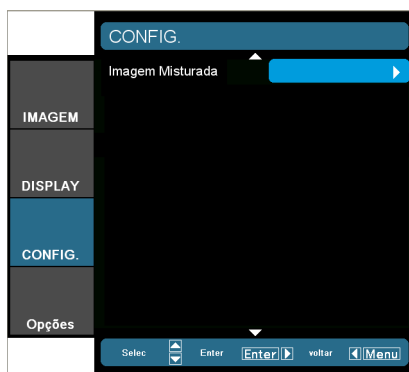 CONFIG.
Imagem Misturada
IMAGEM
DISPLAY
CONFIG.
Opções
Selec Enter Enter voltar Menu